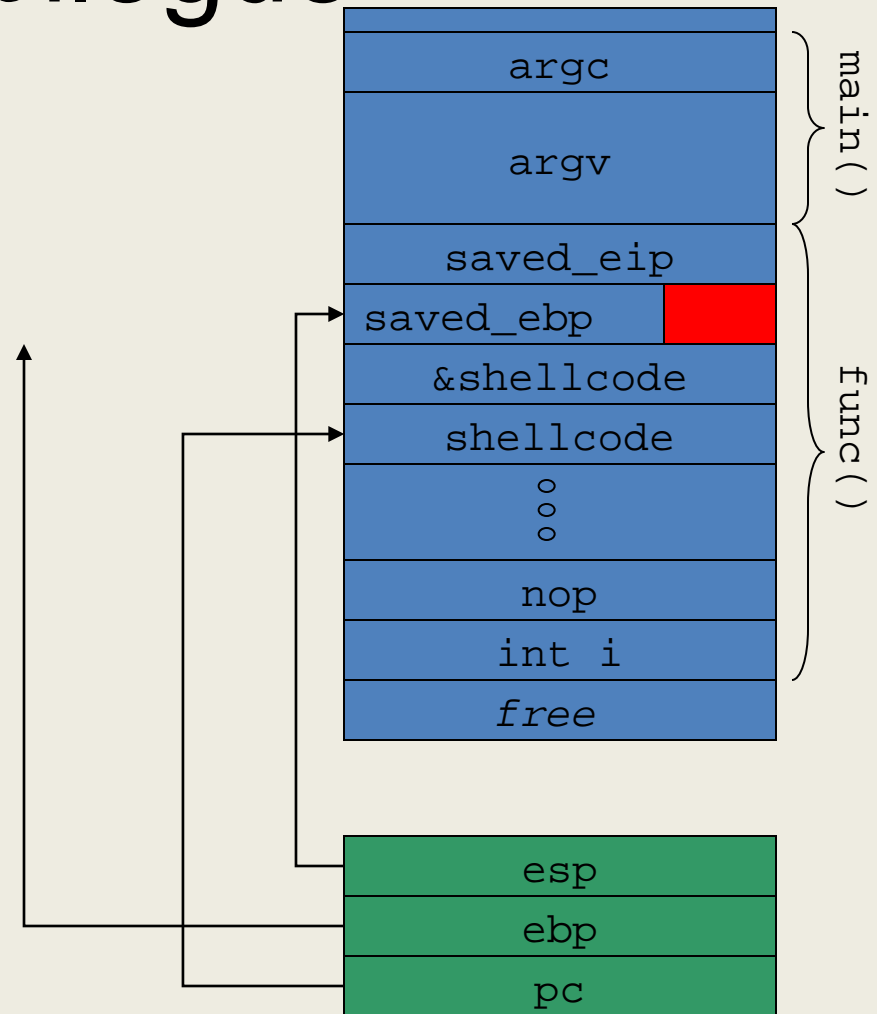 argc
argv
saved_eip
saved_ebp
&shellcode
shellcode
nop
int i
free
main()
func()
esp
ebp
pc